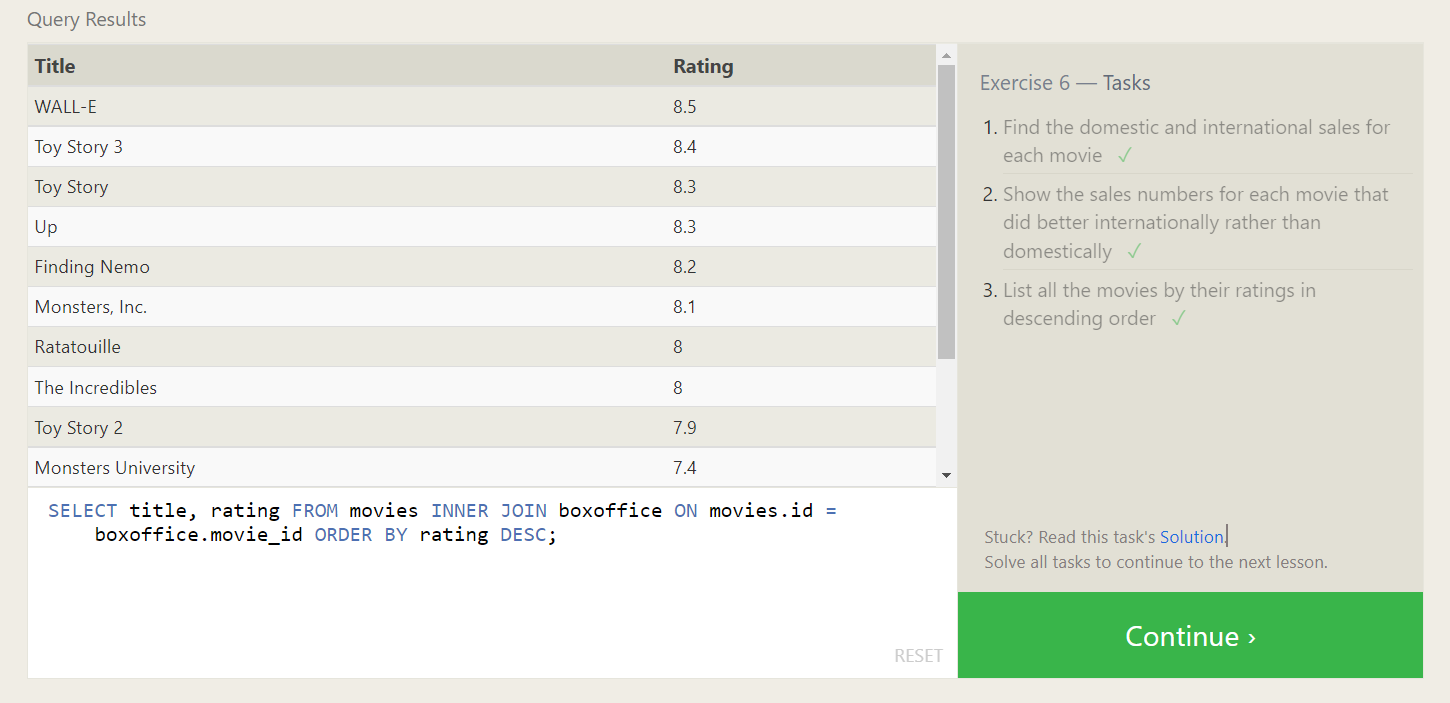 Query Results
Title Rating
WALL-E 8.5
Toy Story 3 8.4
Toy Story 8.3
Up 8.3
Finding Nemo 8.2
Monsters, Inc. 8.1
Ratatouille 8
The Incredibles 8
Toy Story 2 7.9
Monsters University 7.4
SELECT title, rating FROM movies INNER JOIN boxoffice ON movies.id =
boxoffice.movie_id ORDER BY rating DESC;
RESET
Exercise 6 — Tasks
1. Find the domestic and international sales for
each movie ✓
2. Show the sales numbers for each movie that
did better internationally rather than
domestically ✓
3. List all the movies by their ratings in
descending order ✓
Stuck? Read this task's Solution.
Solve all tasks to continue to the next lesson.
Continue ›